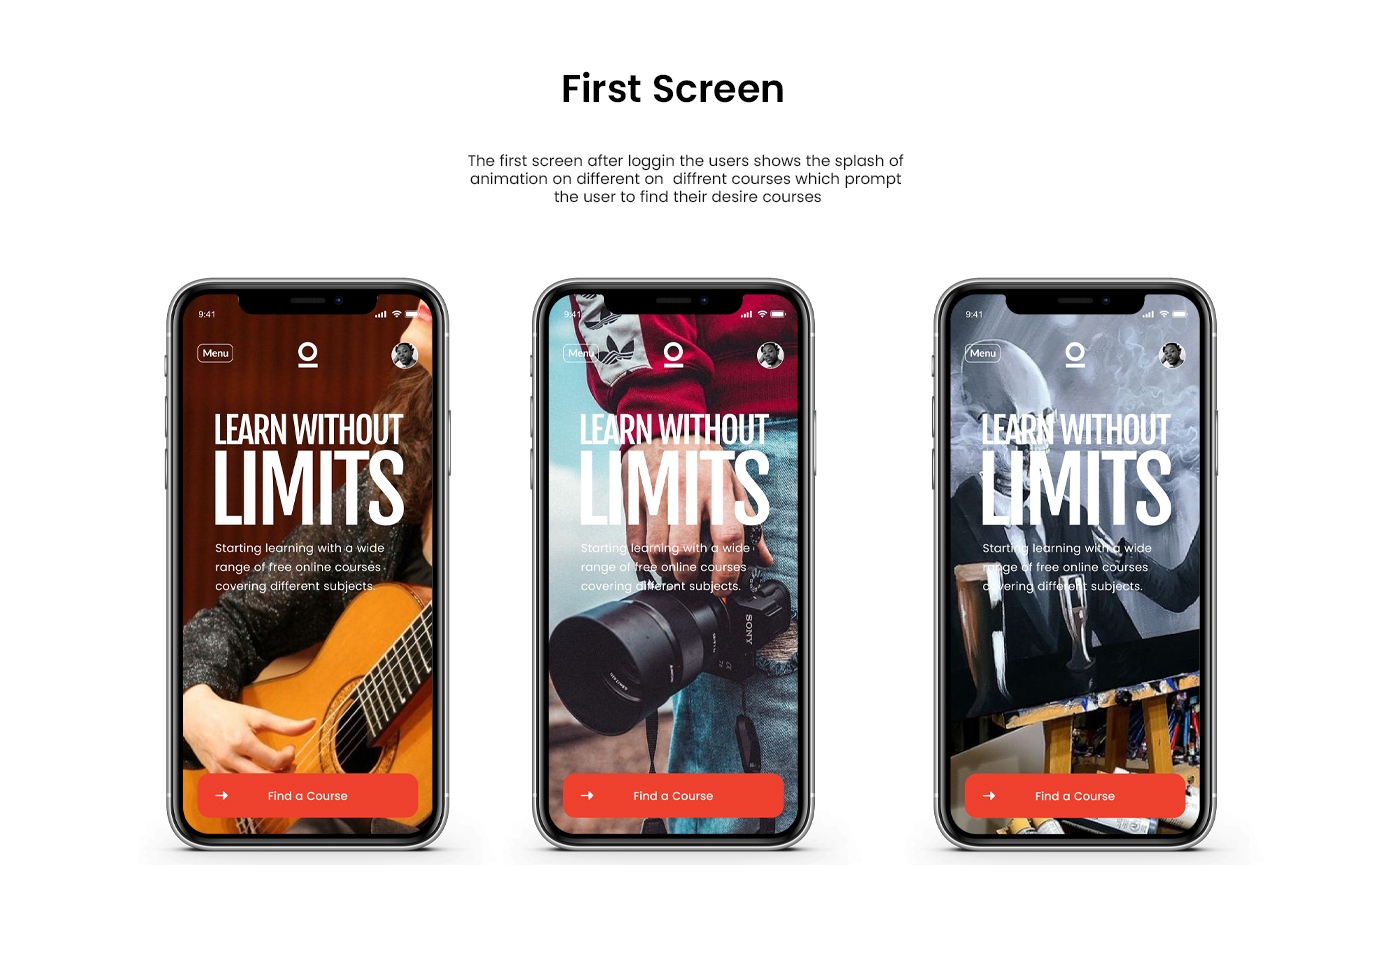 First Screen
The first screen after loggin the users shows the splash of
animation on different on  diffrent courses which prompt
the user to find their desire courses
9:41
Menu
LEARN WITHOUT
LIMITS
Starting learning with a wide
range of free online courses
covering different subjects.
Find a Course
9:41
Menu
LEARN WITHOUT
LIMITS
Starting learning with a wide
range of free online courses
covering different subjects.
SONY
Find a Course
9:41
Menu
LEARN WITHOUT
LIMITS
Starting learning with a wide
range of free online courses
covering different subjects.
Find a Course